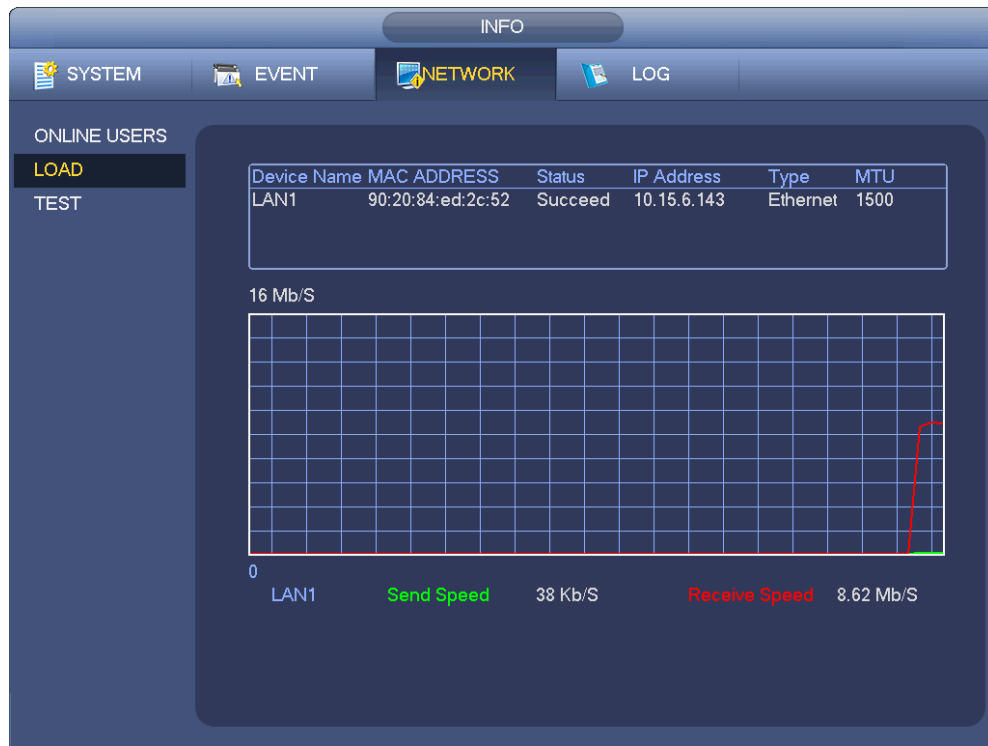 INFO
SYSTEM EVENT NETWORK LOG
ONLINE USERS
LOAD
TEST
Device Name MAC ADDRESS Status IP Address Type MTU
LAN1 90:20:84:ed:2c:52 Succeed 10.15.6.143 Ethernet 1500
16 Mb/S
0
LAN1 Send Speed 38 Kb/S Receive Speed 8.62 Mb/S